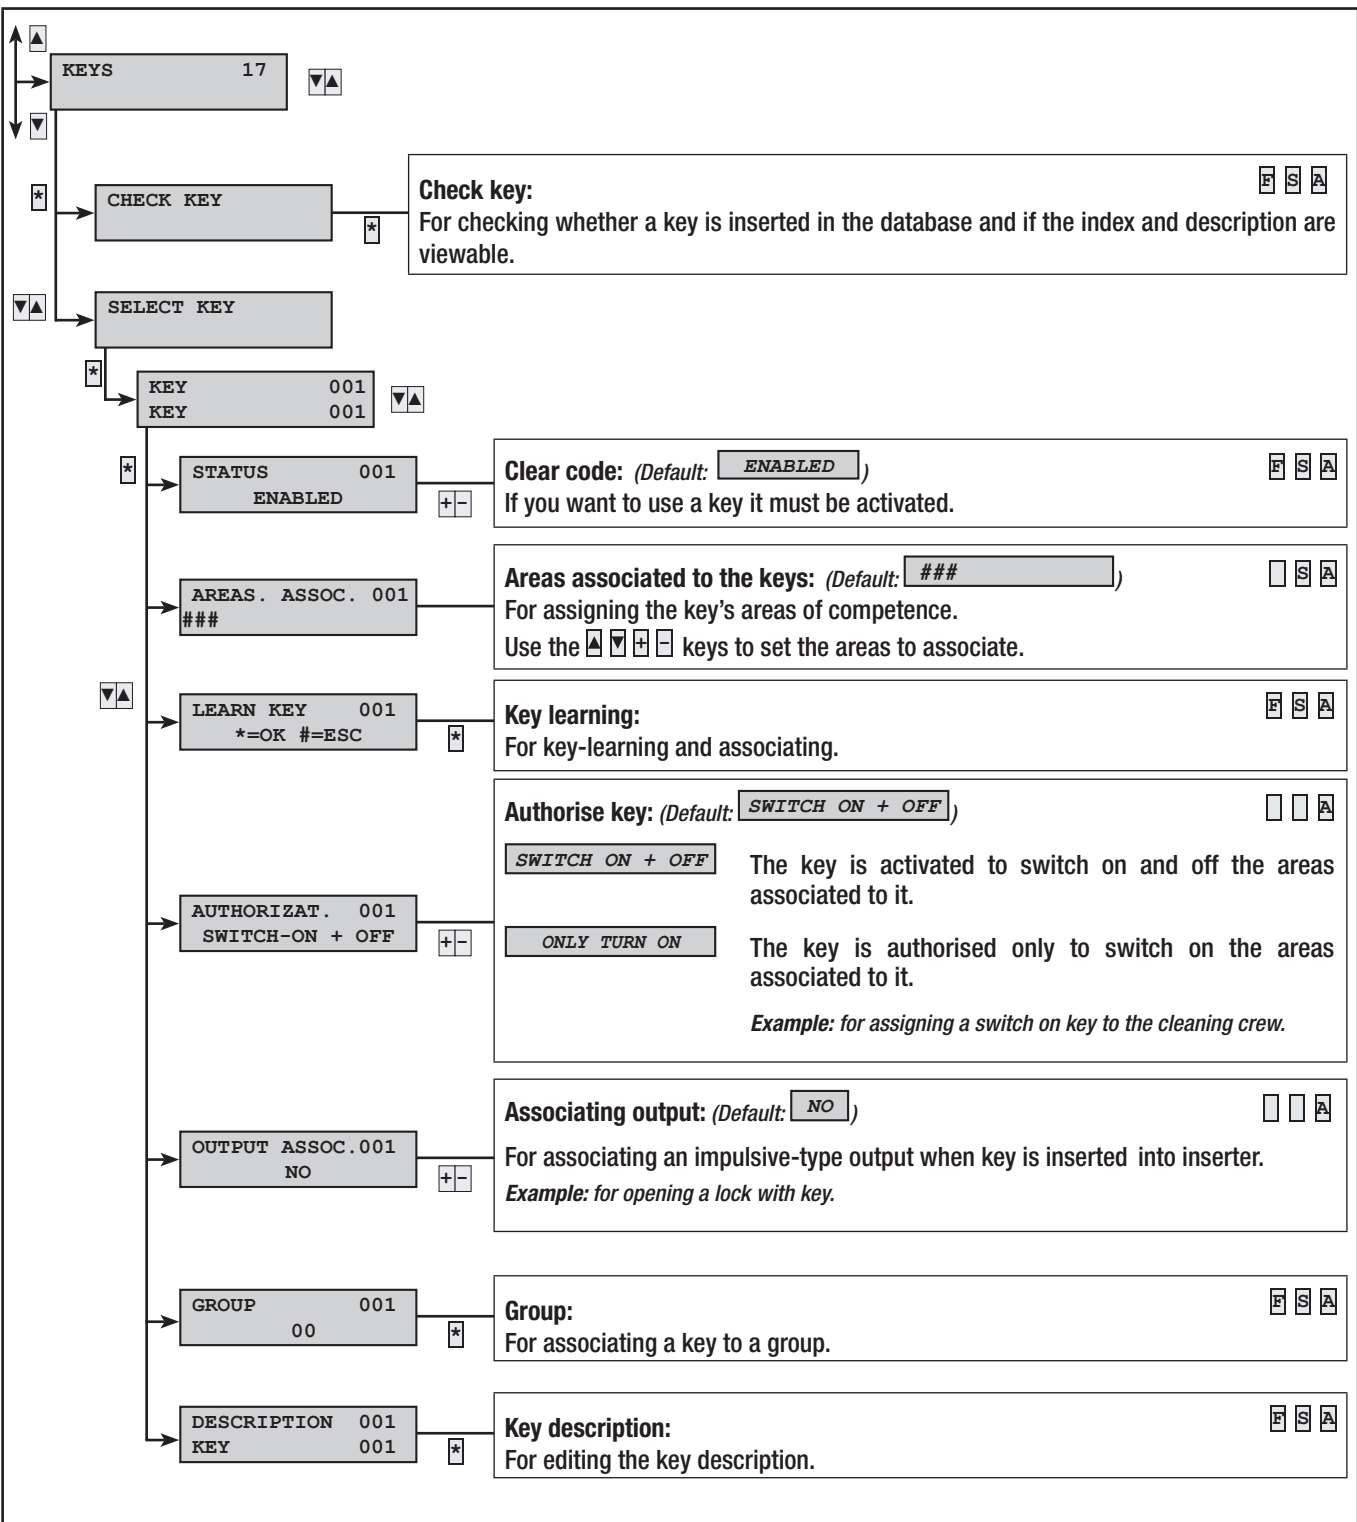 ▲
KEYS 17
▼▲
▼
*
CHECK KEY
*
Check key:
F S A
For checking whether a key is inserted in the database and if the index and description are
viewable.
▼▲
SELECT KEY
*
KEY 001
KEY 001
▼▲
*
STATUS 001
ENABLED
+-
Clear code: (Default: ENABLED )
F S A
If you want to use a key it must be activated.
AREAS. ASSOC. 001
###
Areas associated to the keys: (Default: ### )
S A
For assigning the key's areas of competence.
Use the ▲ ▼ + - keys to set the areas to associate.
▼▲
LEARN KEY 001
*=OK #=ESC
*
Key learning:
F S A
For key-learning and associating.
AUTHORIZAT. 001
SWITCH-ON + OFF
+-
Authorise key: (Default: SWITCH ON + OFF )
A
SWITCH ON + OFF The key is activated to switch on and off the areas
associated to it.
ONLY TURN ON The key is authorised only to switch on the areas
associated to it.
Example: for assigning a switch on key to the cleaning crew.
OUTPUT ASSOC.001
NO
+-
Associating output: (Default: NO )
A
For associating an impulsive-type output when key is inserted into inserter.
Example: for opening a lock with key.
GROUP 001
00
*
Group:
F S A
For associating a key to a group.
DESCRIPTION 001
KEY 001
*
Key description:
F S A
For editing the key description.